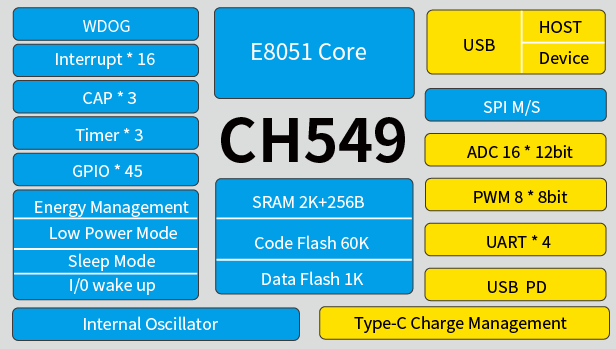 WDOG
Interrupt * 16
CAP * 3
Timer * 3
GPIO * 45
Energy Management
Low Power Mode
Sleep Mode
I/0 wake up
Internal Oscillator
E8051 Core
CH549
SRAM 2K+256B
Code Flash 60K
Data Flash 1K
USB
HOST
Device
SPI M/S
ADC 16 * 12bit
PWM 8 * 8bit
UART * 4
USB PD
Type-C Charge Management